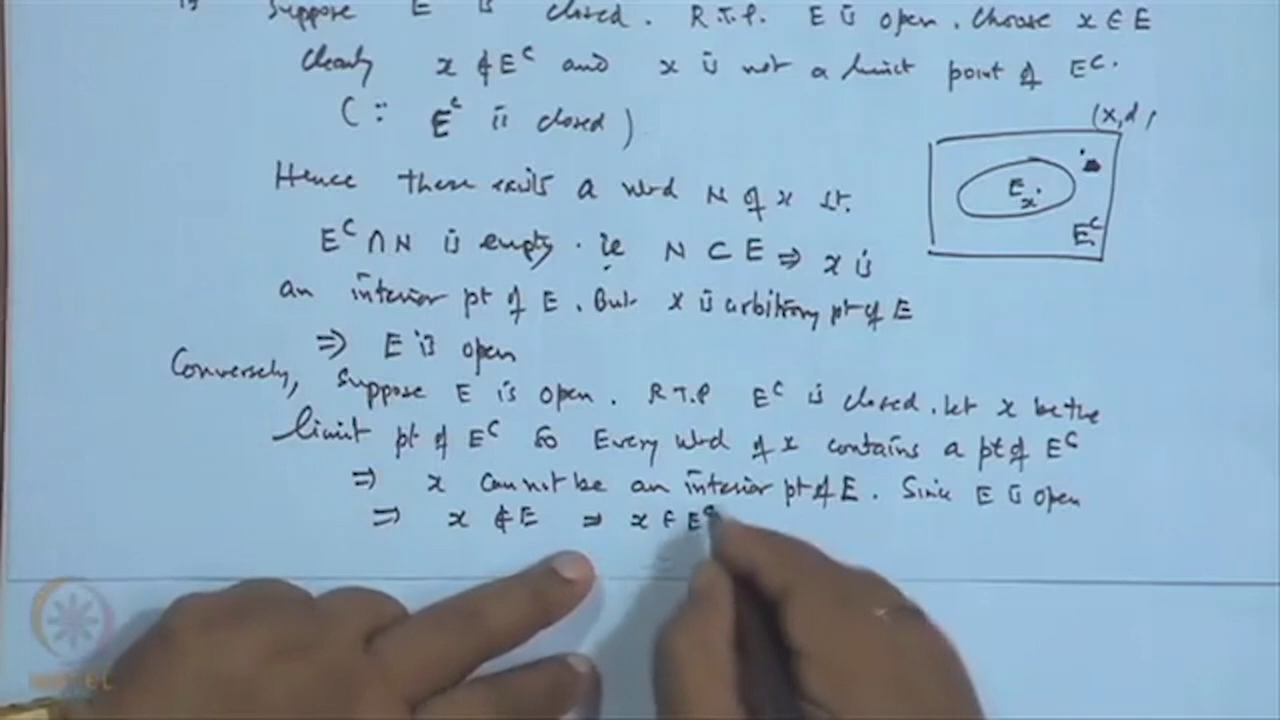 Suppose E is closed. R.T.P. E is open. Choose x ∈ E
Clearly x ∉ E^C and x is not a limit point of E^C.
(∵ E^C is closed)
(X, d)
Hence there exists a nbd N of x st.
E. x
E^C ∩ N is empty. ie N ⊂ E ⇒ x is
E^C
an interior pt of E. But x is arbitrary pt of E
⇒ E is open
Conversely, Suppose E is open. R.T.P E^C is closed. Let x be the
limit pt of E^C So Every nbd of x contains a pt of E^C
⇒ x cannot be an interior pt of E. Since E is open
⇒ x ∉ E ⇒ x ∈ E^C